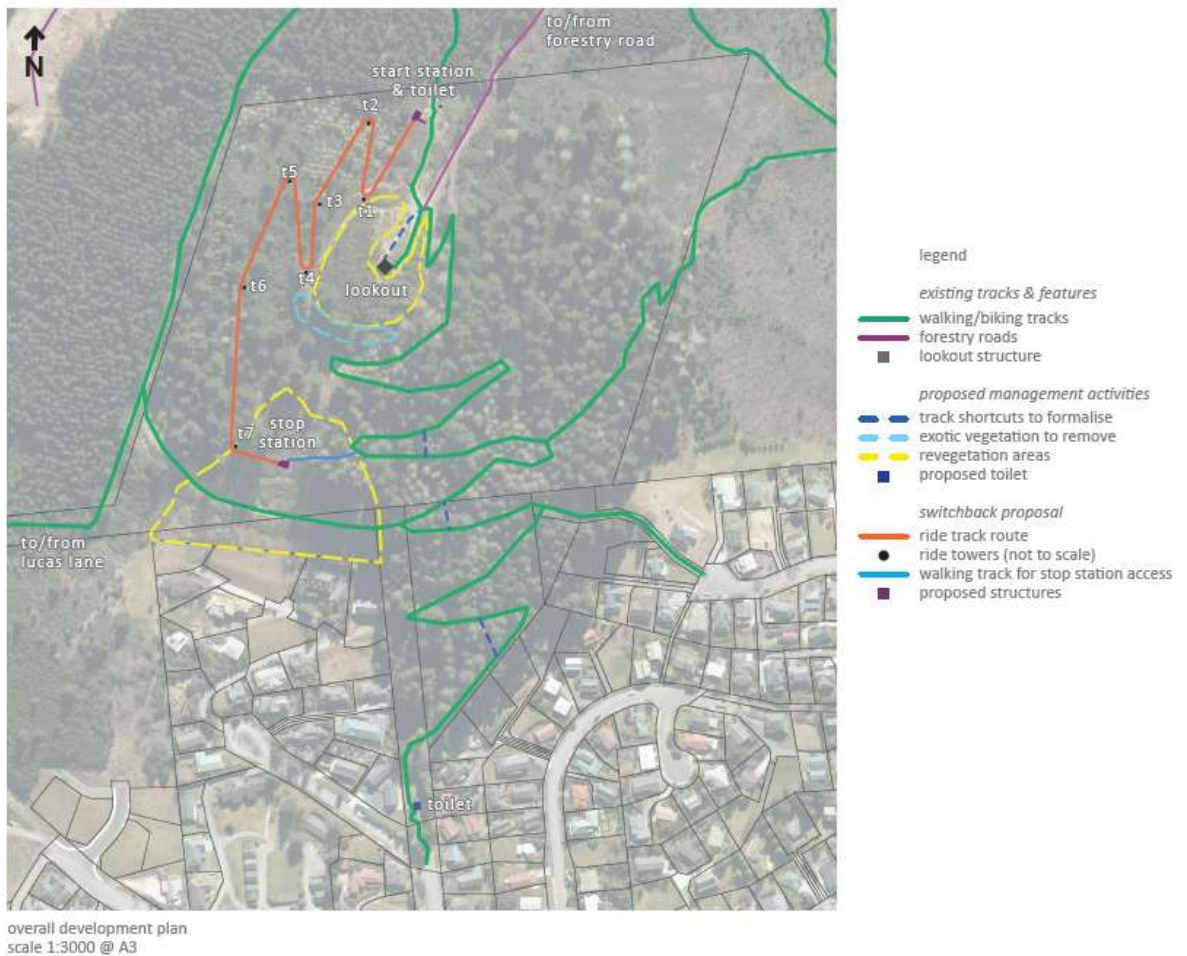 to/from
forestry road
N
start station
& toilet
t2
t5
t3
t1
t4
t6
lookout
stop
station
t7
to/from
lucas lane
toilet
legend
existing tracks & features
walking/biking tracks
forestry roads
lookout structure
proposed management activities
track shortcuts to formalise
exotic vegetation to remove
revegetation areas
proposed toilet
switchback proposal
ride track route
ride towers (not to scale)
walking track for stop station access
proposed structures
overall development plan
scale 1:3000 @ A3